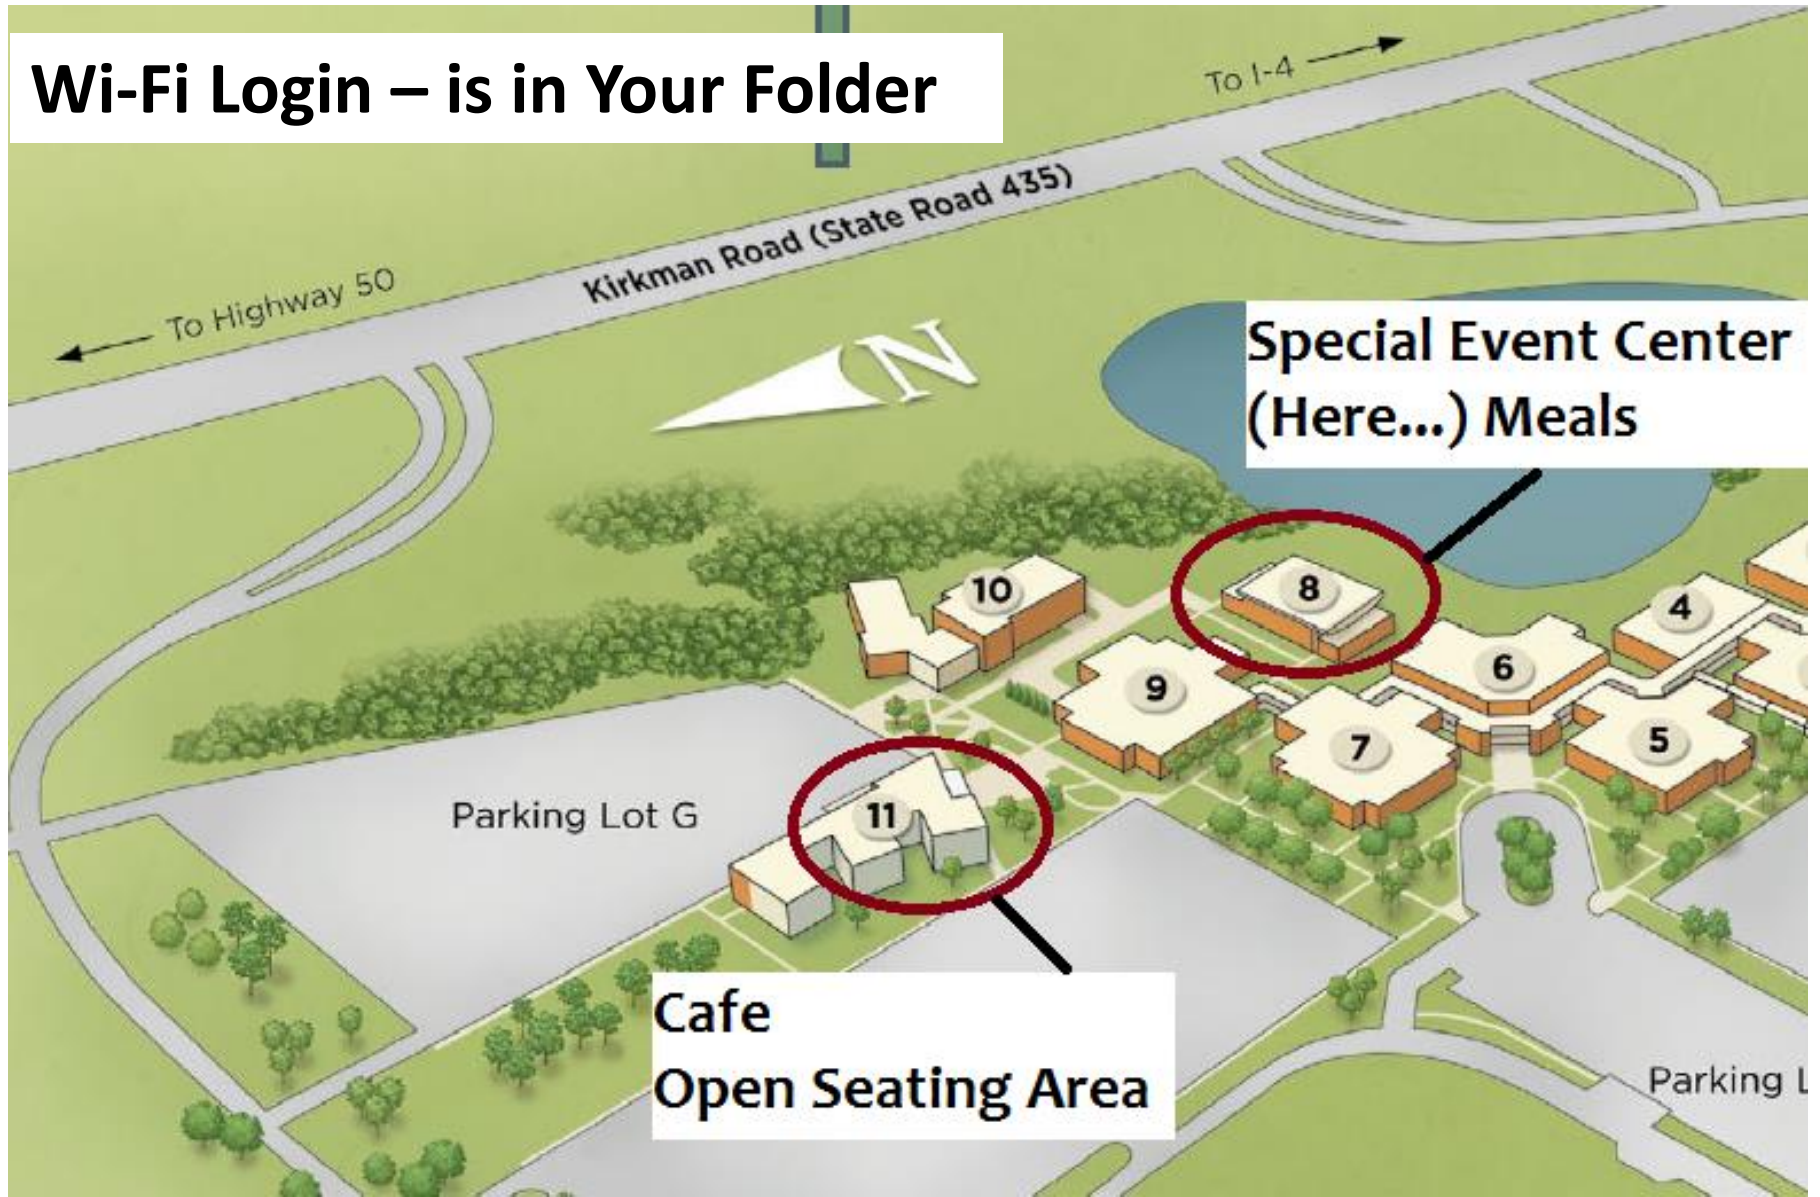 Wi-Fi Login – is in Your Folder
To I-4
Kirkman Road (State Road 435)
To Highway 50
N
Special Event Center
(Here...) Meals
10
8
4
9
6
7
5
Parking Lot G
11
Cafe
Open Seating Area
Parking L